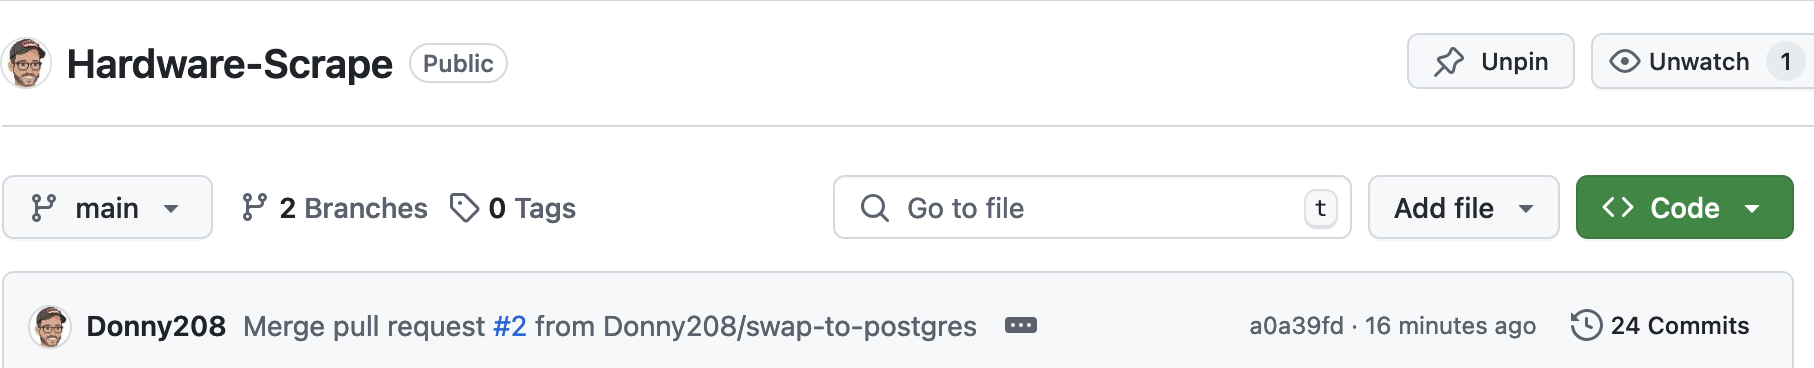 Hardware-Scrape Public Unpin Unwatch 1
main 2 Branches 0 Tags Go to file t Add file Code
Donny208 Merge pull request #2 from Donny208/swap-to-postgres a0a39fd · 16 minutes ago 24 Commits